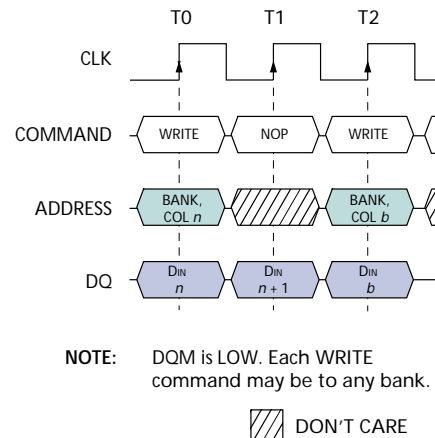 T0 T1 T2
CLK
COMMAND WRITE NOP WRITE
ADDRESS BANK, COL n BANK, COL b
DQ DIN n DIN n + 1 DIN b
NOTE: DQM is LOW. Each WRITE
command may be to any bank.
DON'T CARE